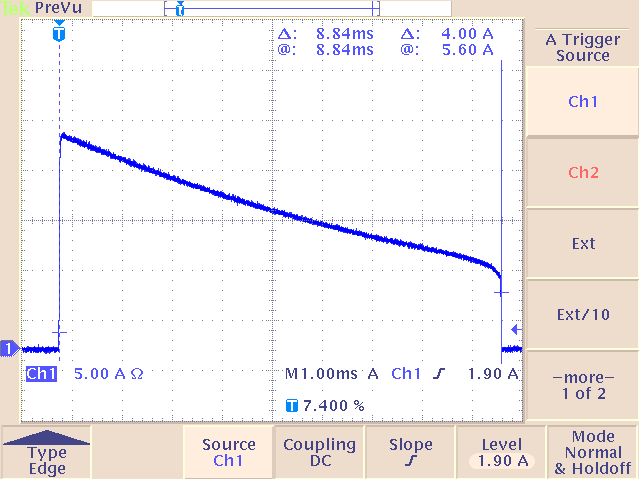 Tek PreVu
T
T
Δ: 8.84ms Δ: 4.00 A
@: 8.84ms @: 5.60 A
A Trigger
Source
Ch1
Ch2
Ext
Ext/10
-more-
1 of 2
1
Ch1 5.00 A Ω M1.00ms A Ch1 ƒ 1.90 A
T 7.400 %
Type
Edge
Source
Ch1
Coupling
DC
Slope
ƒ
Level
1.90 A
Mode
Normal
& Holdoff